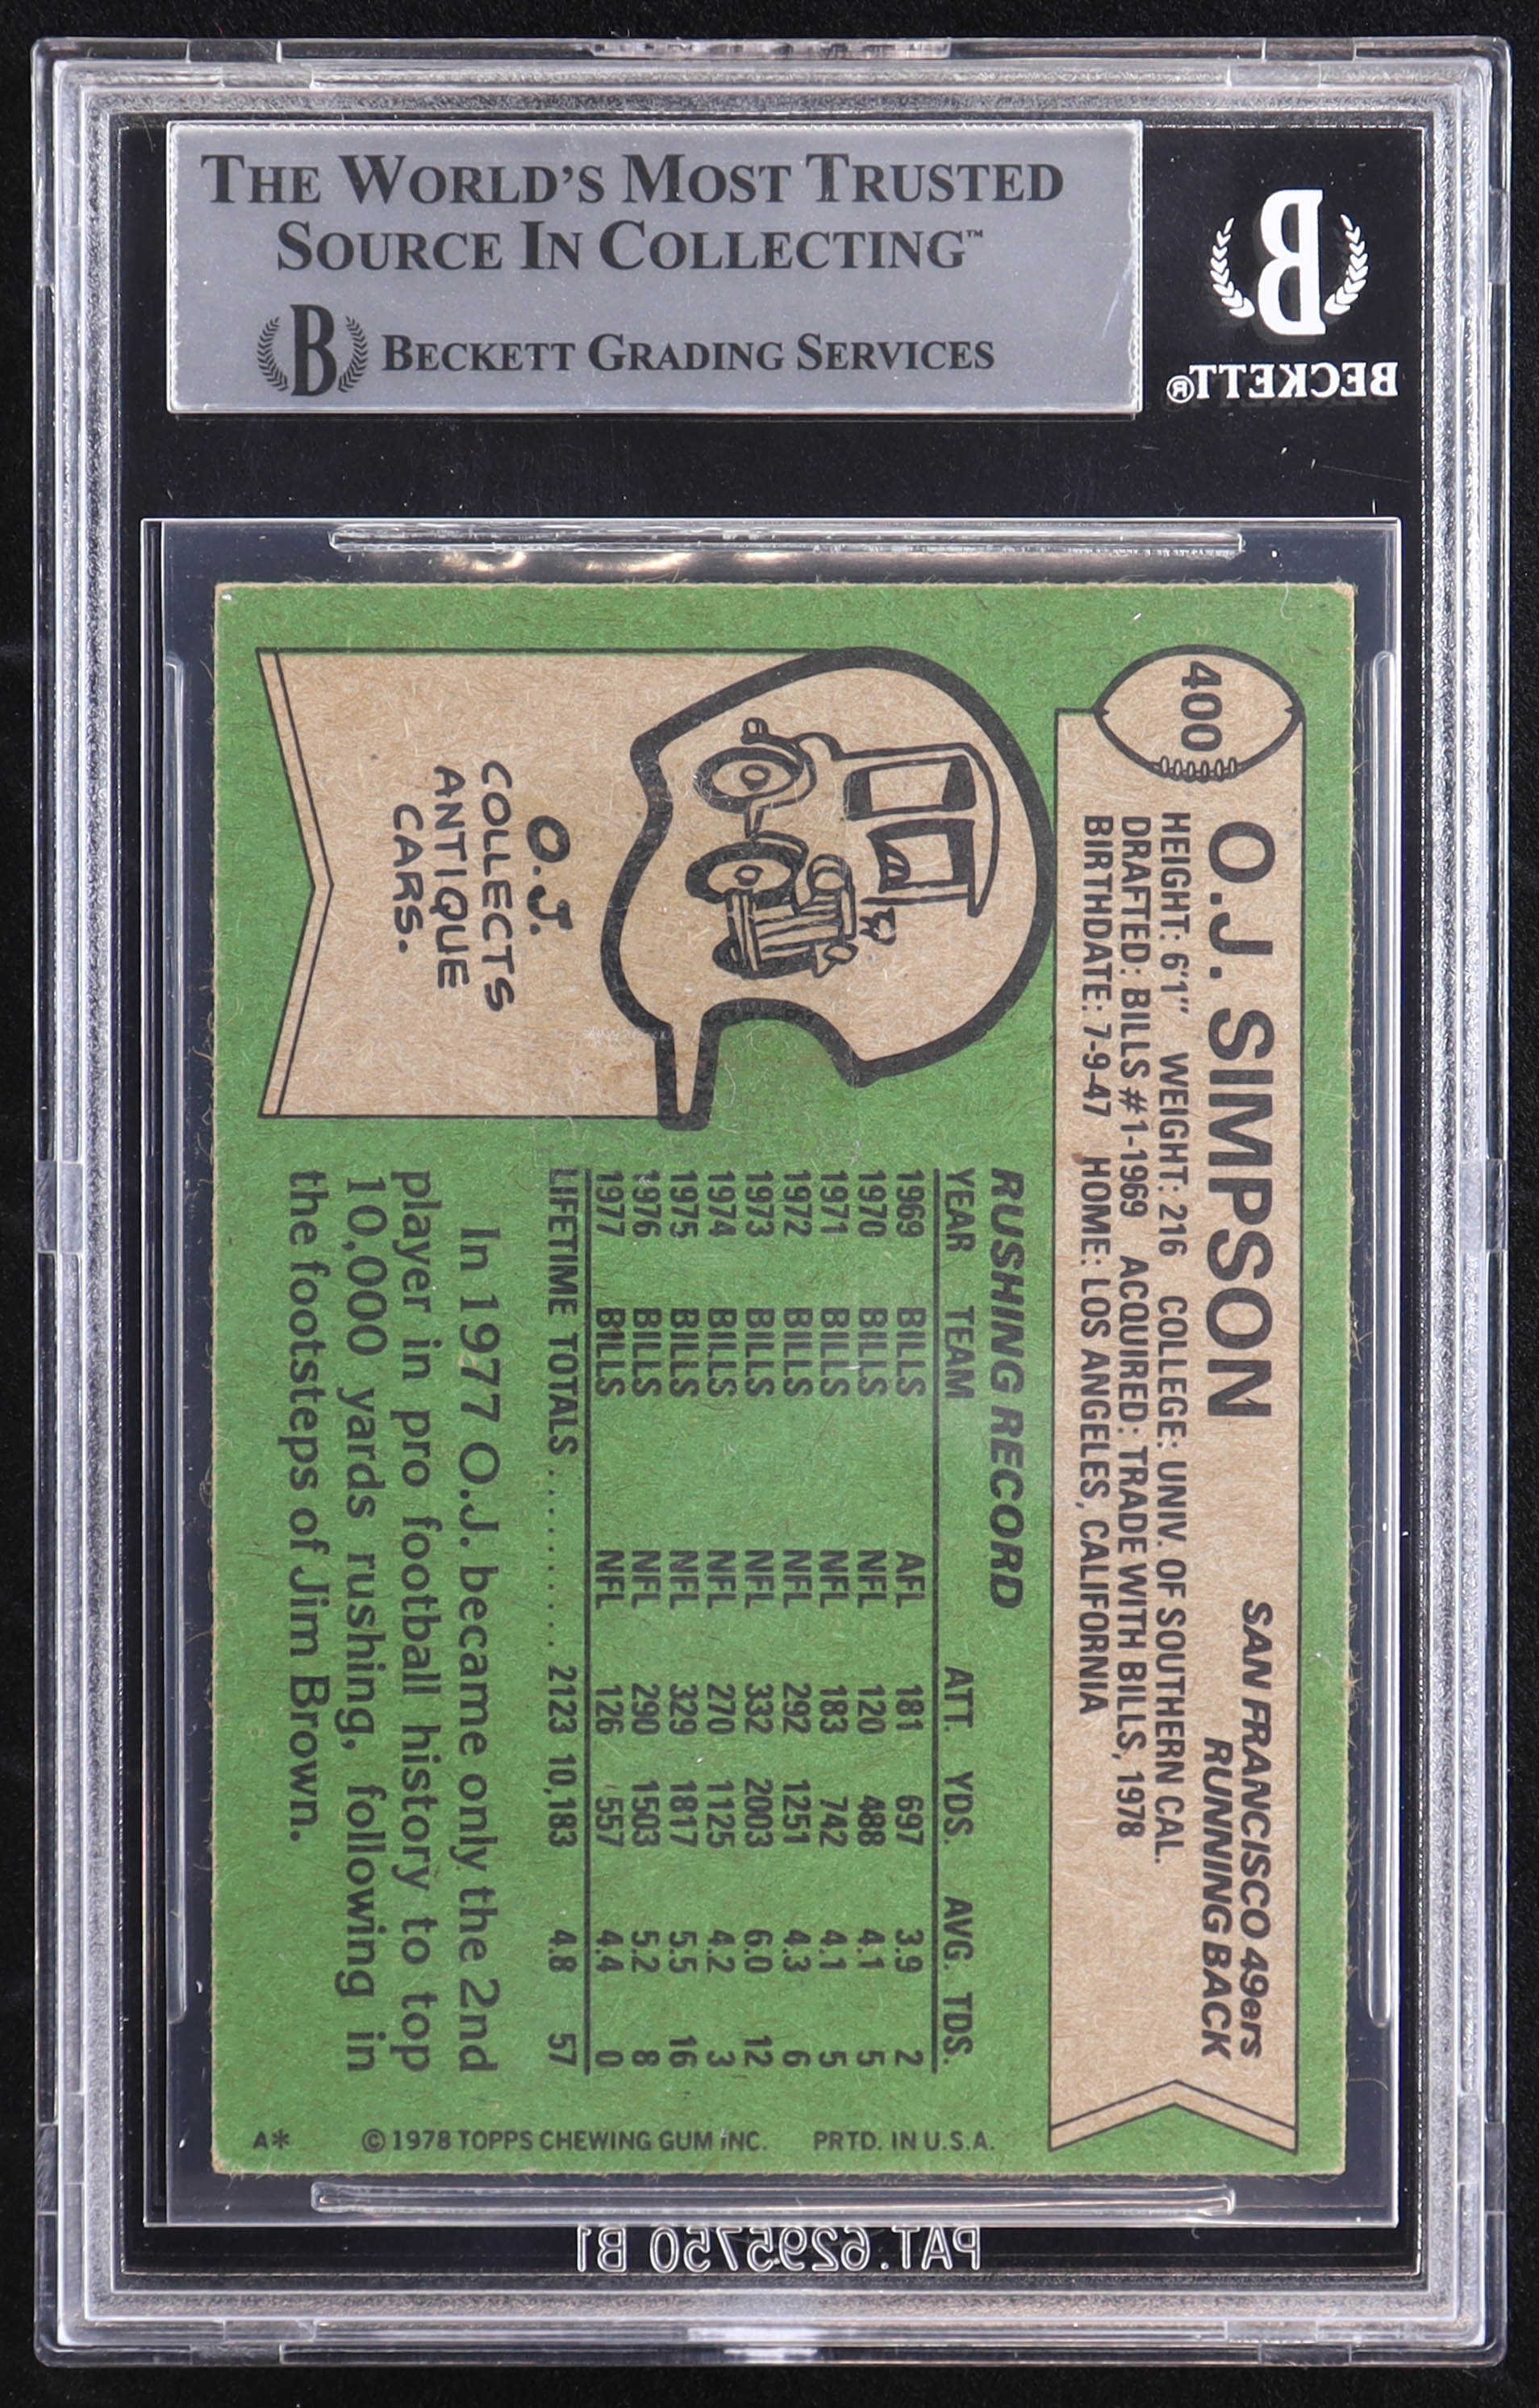 THE WORLD'S MOST TRUSTED
SOURCE IN COLLECTING™
B BECKETT GRADING SERVICES
B
BECKETT®
400
O.J. SIMPSON
SAN FRANCISCO 49ers
RUNNING BACK
HEIGHT: 6'1" WEIGHT: 216 COLLEGE: UNIV. OF SOUTHERN CAL.
DRAFTED: BILLS #1-1969 ACQUIRED: TRADE WITH BILLS, 1978
BIRTHDATE: 7-9-47 HOME: LOS ANGELES, CALIFORNIA
O.J.
COLLECTS
ANTIQUE
CARS.
RUSHING RECORD
YEAR TEAM ATT. YDS. AVG. TDS.
1969 BILLS AFL 181 697 3.9 2
1970 BILLS NFL 120 488 4.1 5
1971 BILLS NFL 183 742 4.1 5
1972 BILLS NFL 292 1251 4.3 6
1973 BILLS NFL 332 2003 6.0 12
1974 BILLS NFL 270 1125 4.2 3
1975 BILLS NFL 329 1817 5.5 16
1976 BILLS NFL 290 1503 5.2 8
1977 BILLS NFL 126 557 4.4 0
LIFETIME TOTALS .......... 2123 10,183 4.8 57
In 1977 O.J. became only the 2nd
player in pro football history to top
10,000 yards rushing, following in
the footsteps of Jim Brown.
A* © 1978 TOPPS CHEWING GUM INC. PRTD. IN U.S.A.
PAT. 6295750 B1